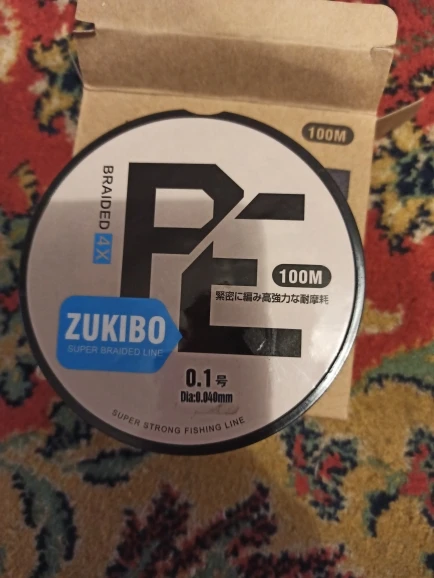 100M
BRAIDED 4X
PE
100M
緊密に編み高強力な耐摩耗
ZUKIBO
SUPER BRAIDED LINE
0.1号
Dia:0.040mm
SUPER STRONG FISHING LINE